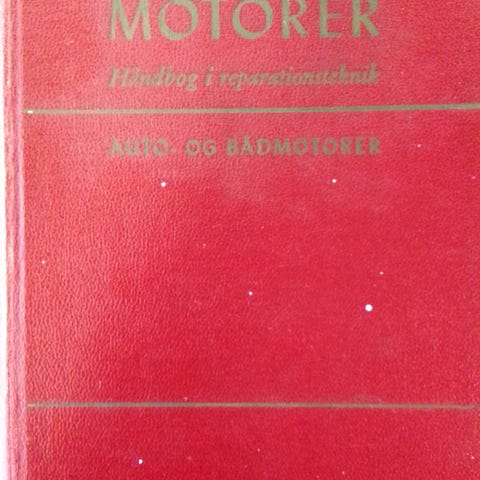 MOTORER
Håndbog i reparationsteknik
AUTO- OG BÅDMOTORER